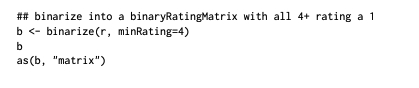 ## binarize into a binaryRatingMatrix with all 4+ rating a 1
b <- binarize(r, minRating=4)
b
as(b, "matrix")